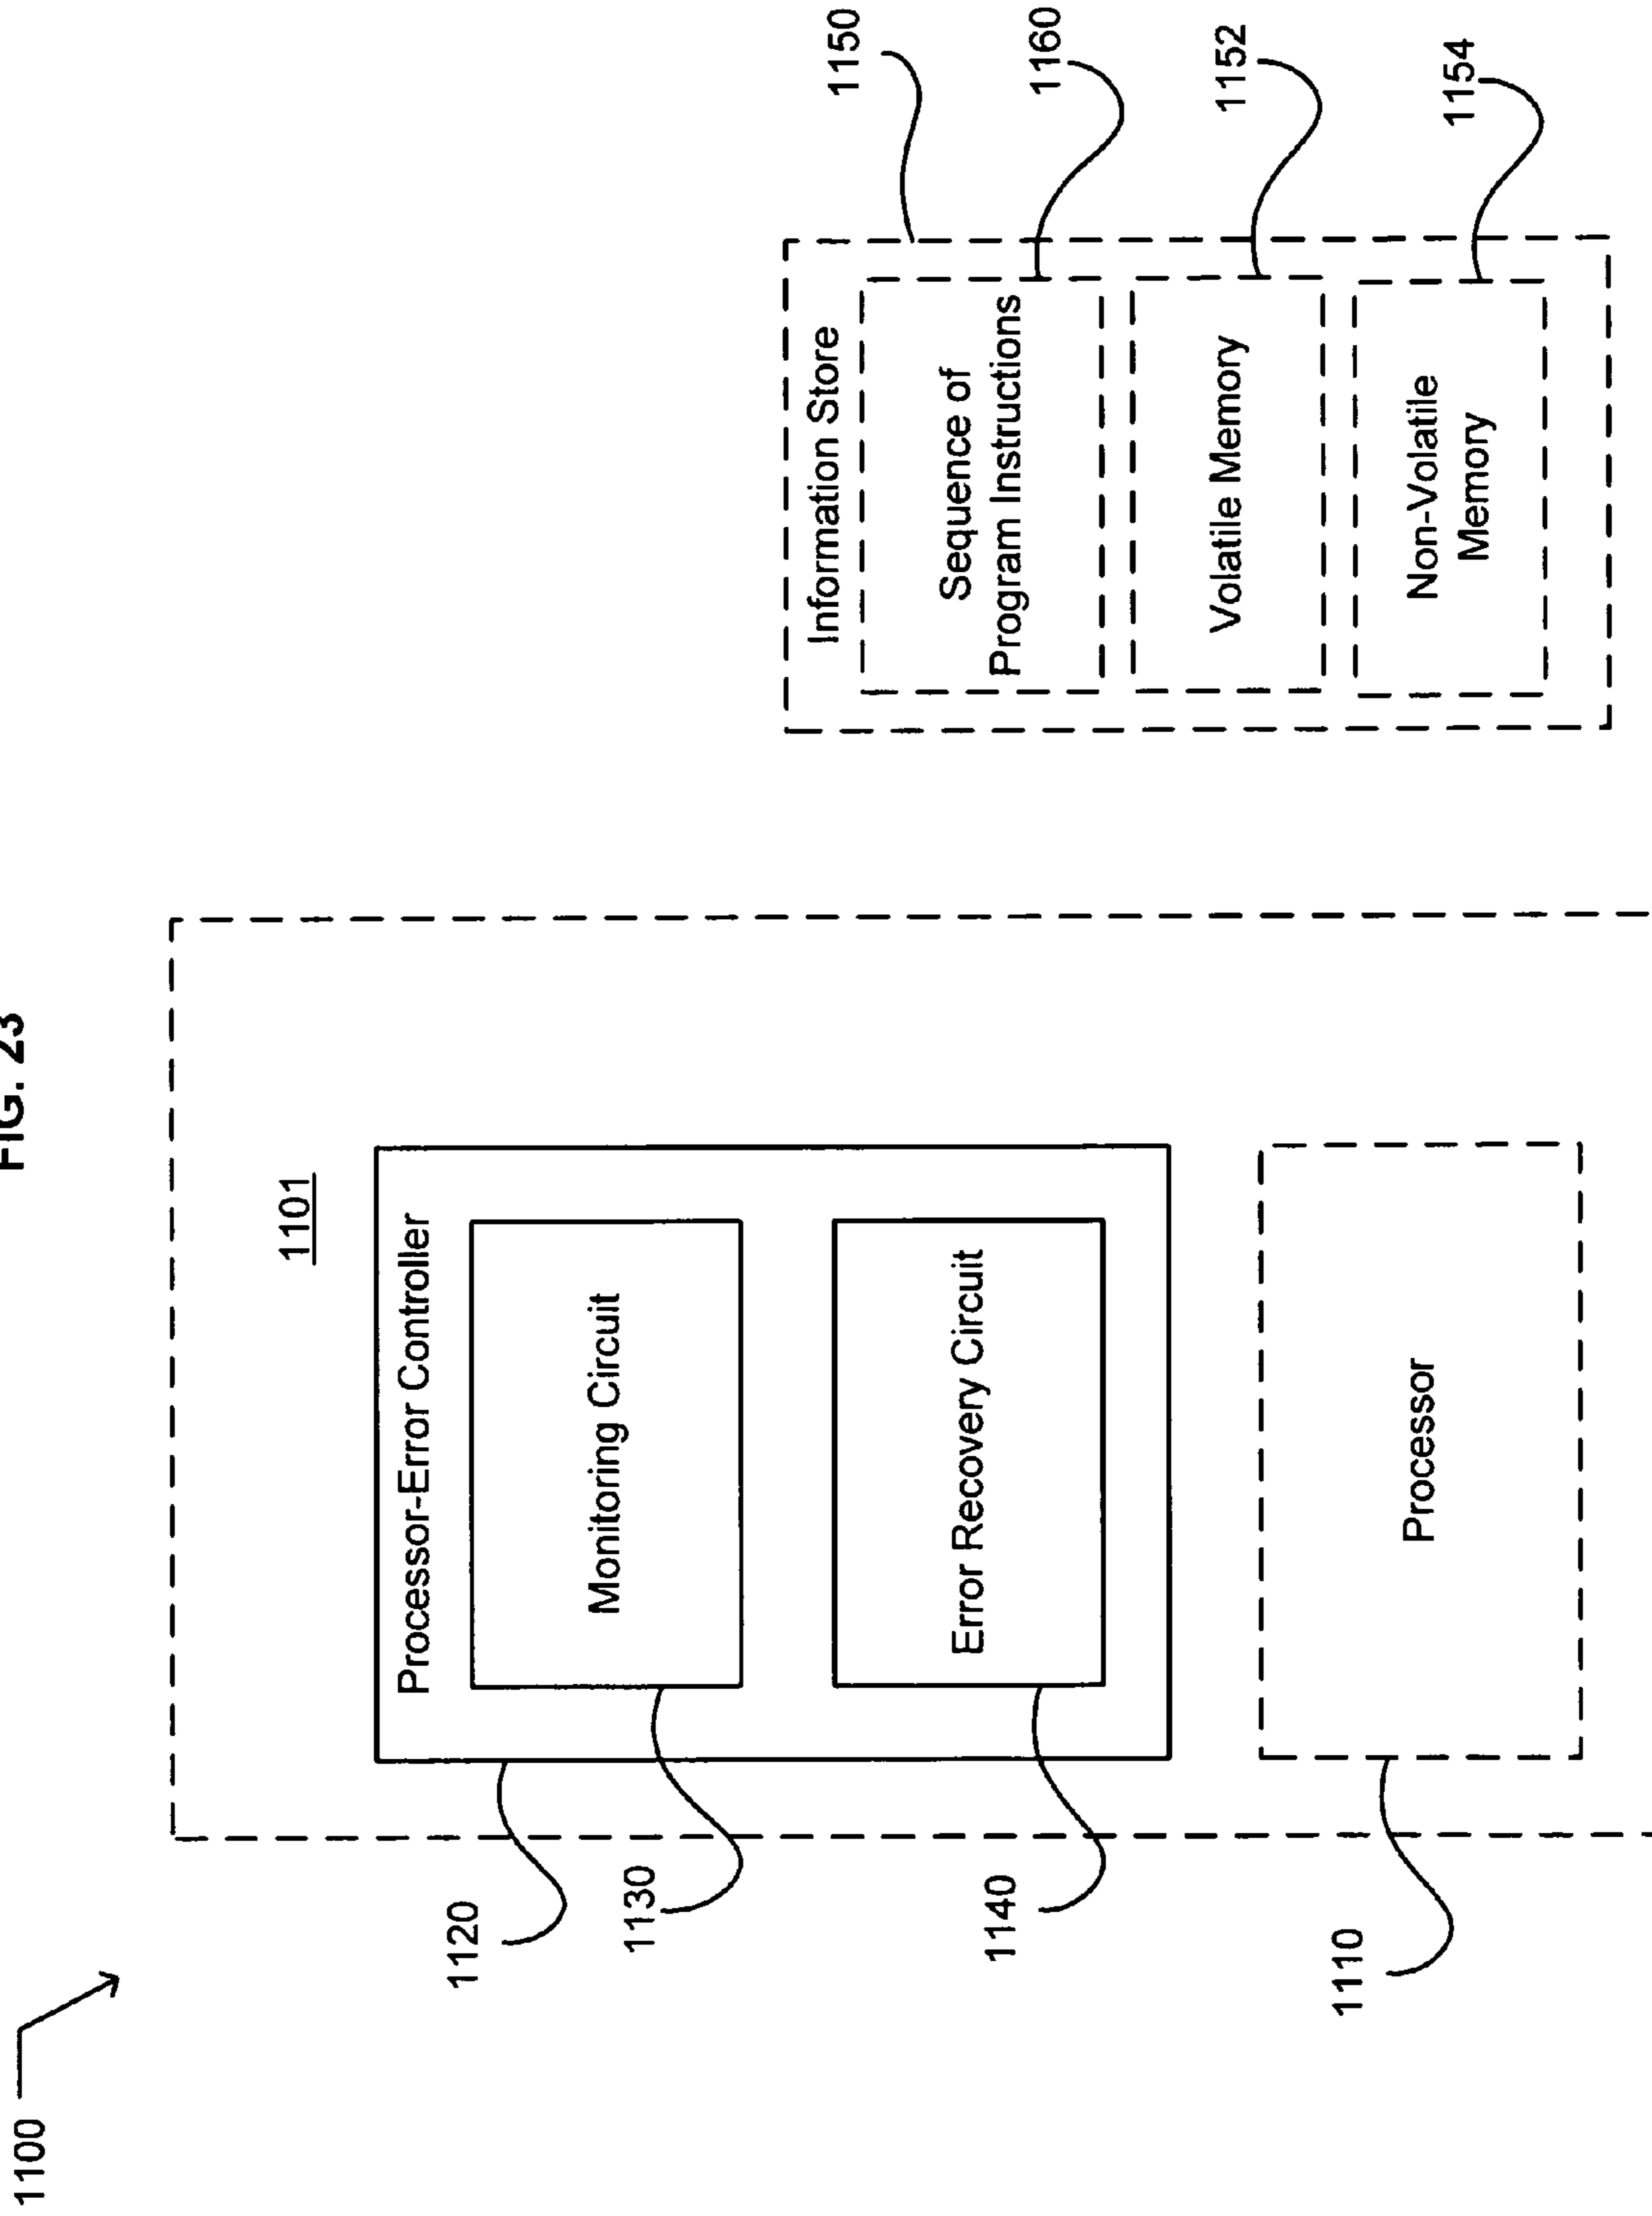 FIG. 23
1100
1101
1120
Processor-Error Controller
1130
Monitoring Circuit
1140
Error Recovery Circuit
1110
Processor
Information Store
1150
Sequence of
Program Instructions
1160
Volatile Memory
1152
Non-Volatile
Memory
1154